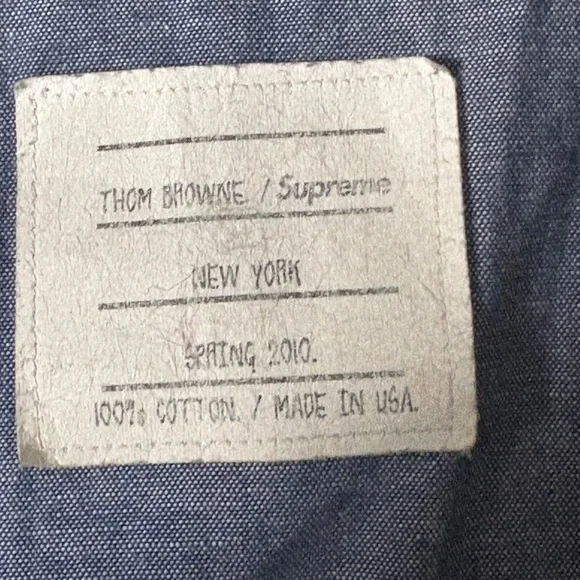 THOM BROWNE / Supreme
NEW YORK
SPRING 2010.
100% COTTON. / MADE IN USA.